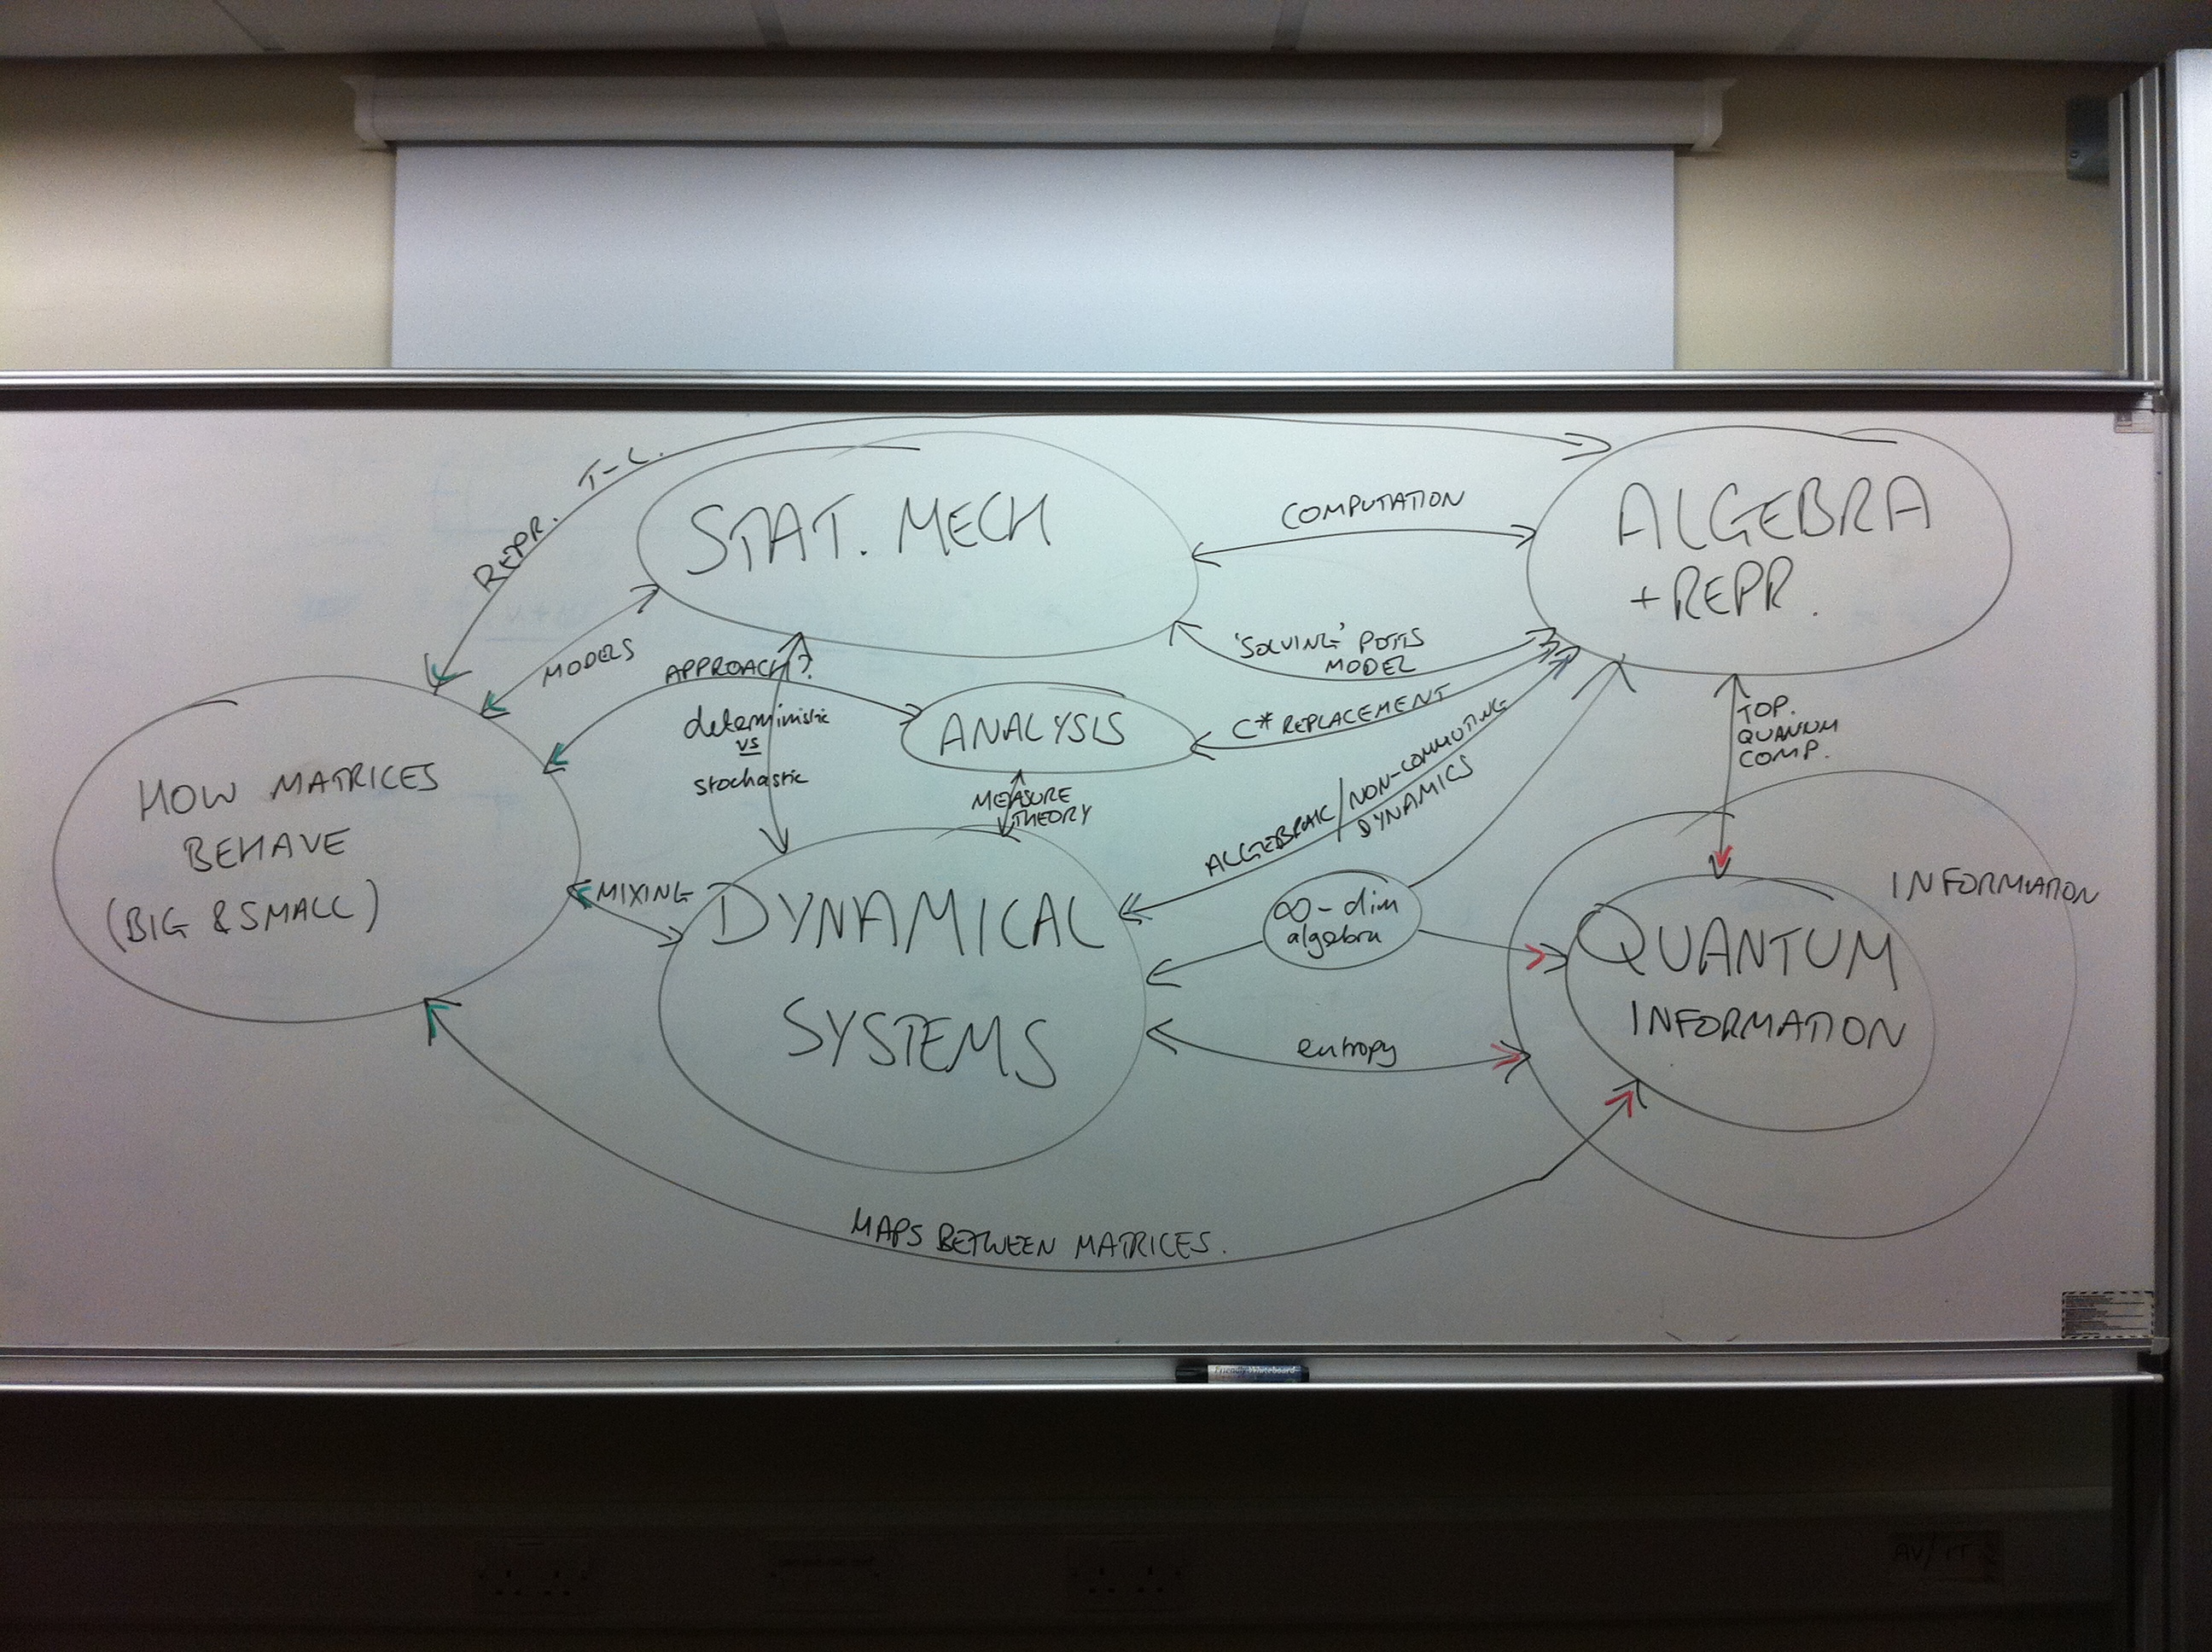 REPR. T-L.
STAT. MECH
COMPUTATION
ALGEBRA
+REPR.
MODELS
APPROACH?
'SOLVING' POTTS
MODEL
deterministic
vs
stochastic
ANALYSIS
C* REPLACEMENT
TOP.
QUANTUM
COMP.
HOW MATRICES
BEHAVE
(BIG & SMALL)
MEASURE
THEORY
ALGEBRAIC/NON-COMMUTING
DYNAMICS
MIXING
DYNAMICAL
SYSTEMS
∞-dim
algebra
INFORMATION
QUANTUM
INFORMATION
entropy
MAPS BETWEEN MATRICES.
Friendly Whiteboard
AV/IT